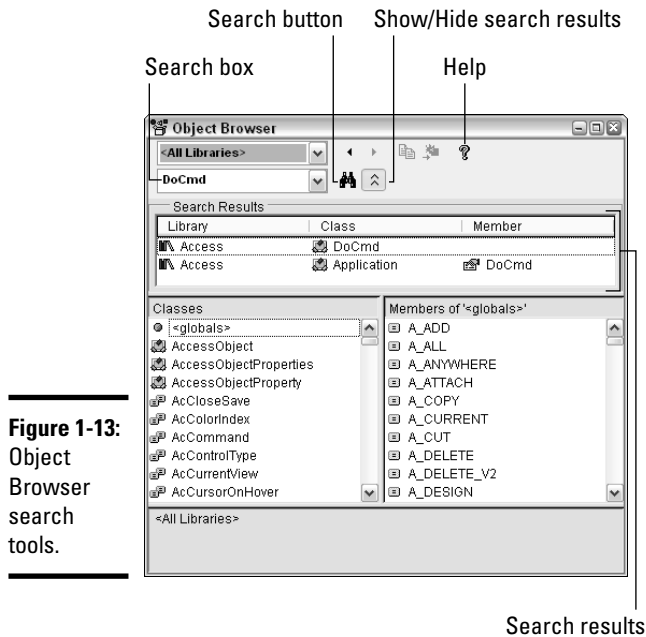 Search button Show/Hide search results
Search box Help
Object Browser
<All Libraries>
DoCmd
Search Results
Library Class Member
Access DoCmd
Access Application DoCmd
Classes
<globals>
AccessObject
AccessObjectProperties
AccessObjectProperty
AcCloseSave
AcColorIndex
AcCommand
AcControlType
AcCurrentView
AcCursorOnHover
Members of '<globals>'
A_ADD
A_ALL
A_ANYWHERE
A_ATTACH
A_COPY
A_CURRENT
A_CUT
A_DELETE
A_DELETE_V2
A_DESIGN
<All Libraries>
Figure 1-13:
Object
Browser
search
tools.
Search results